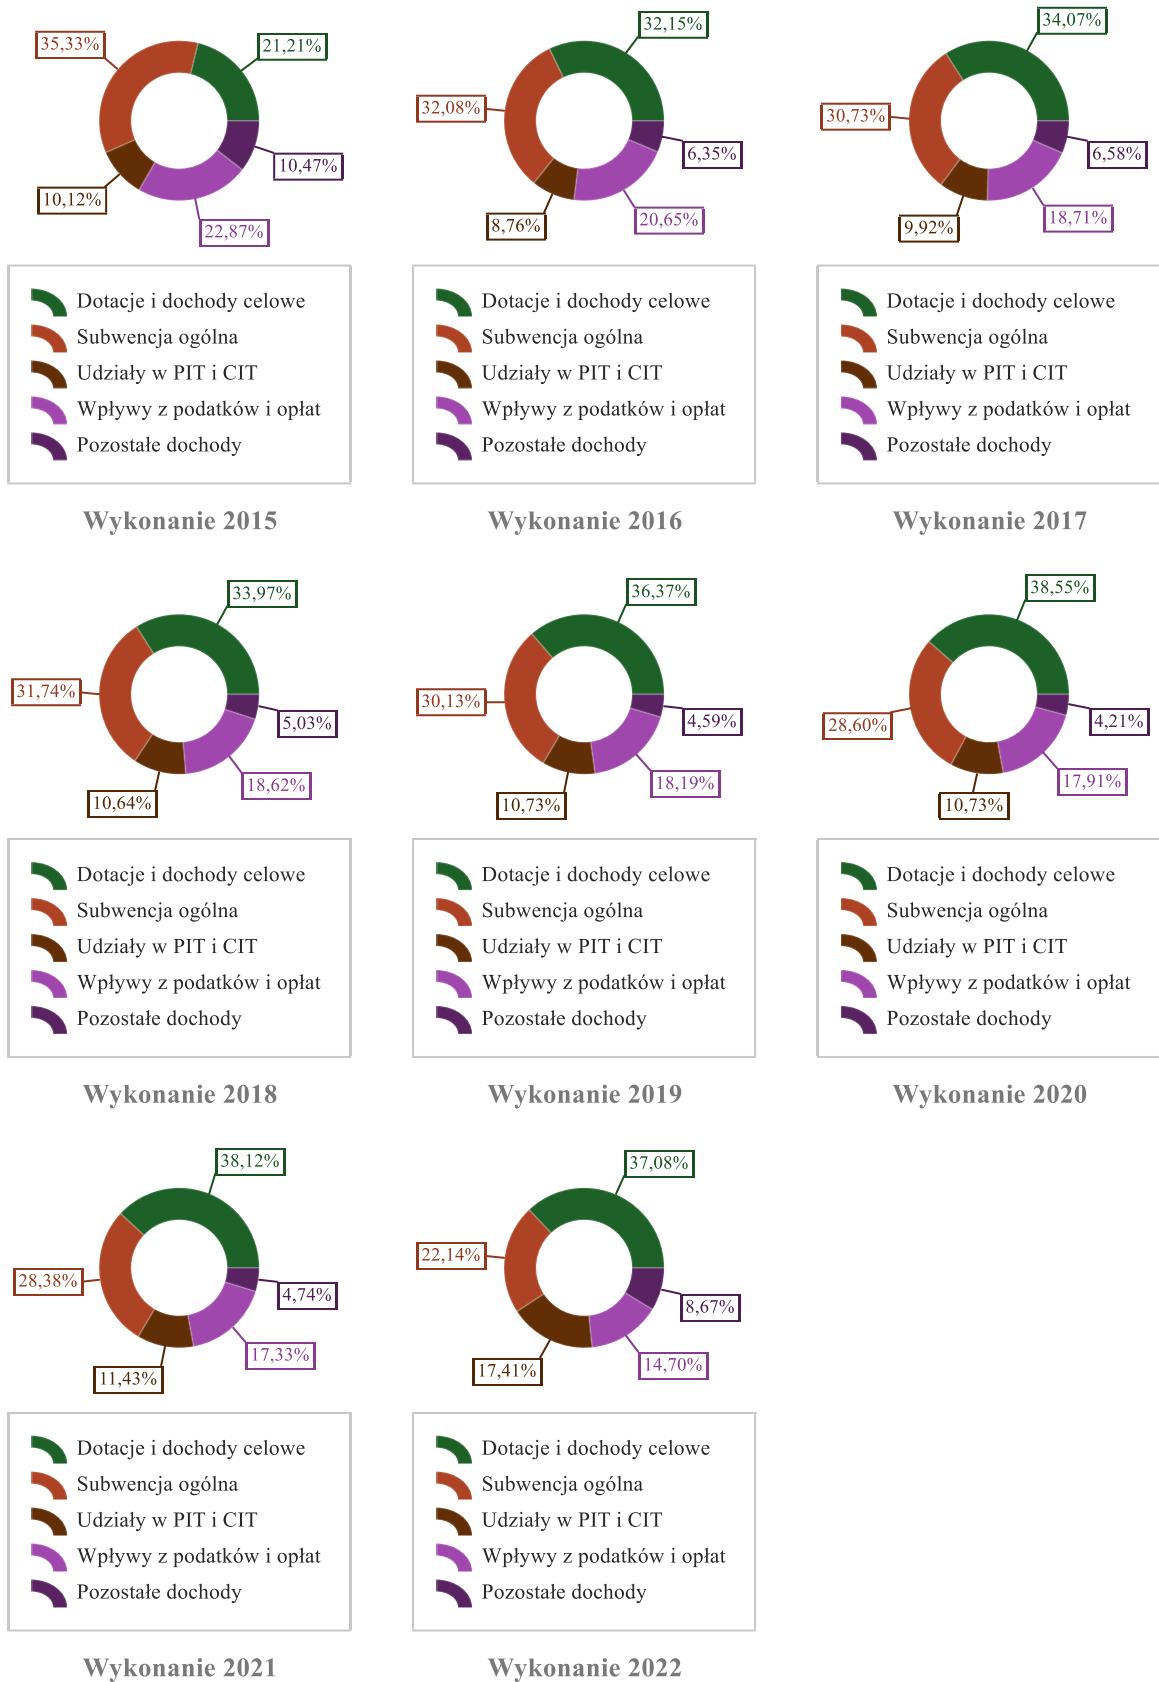 35,33%
21,21%
10,47%
10,12%
22,87%
Dotacje i dochody celowe
Subwencja ogólna
Udziały w PIT i CIT
Wpływy z podatków i opłat
Pozostałe dochody
Wykonanie 2015
32,15%
32,08%
6,35%
8,76%
20,65%
Dotacje i dochody celowe
Subwencja ogólna
Udziały w PIT i CIT
Wpływy z podatków i opłat
Pozostałe dochody
Wykonanie 2016
34,07%
30,73%
6,58%
18,71%
9,92%
Dotacje i dochody celowe
Subwencja ogólna
Udziały w PIT i CIT
Wpływy z podatków i opłat
Pozostałe dochody
Wykonanie 2017
33,97%
31,74%
5,03%
18,62%
10,64%
Dotacje i dochody celowe
Subwencja ogólna
Udziały w PIT i CIT
Wpływy z podatków i opłat
Pozostałe dochody
Wykonanie 2018
36,37%
30,13%
4,59%
18,19%
10,73%
Dotacje i dochody celowe
Subwencja ogólna
Udziały w PIT i CIT
Wpływy z podatków i opłat
Pozostałe dochody
Wykonanie 2019
38,55%
28,60%
4,21%
17,91%
10,73%
Dotacje i dochody celowe
Subwencja ogólna
Udziały w PIT i CIT
Wpływy z podatków i opłat
Pozostałe dochody
Wykonanie 2020
38,12%
28,38%
4,74%
17,33%
11,43%
Dotacje i dochody celowe
Subwencja ogólna
Udziały w PIT i CIT
Wpływy z podatków i opłat
Pozostałe dochody
Wykonanie 2021
37,08%
22,14%
8,67%
14,70%
17,41%
Dotacje i dochody celowe
Subwencja ogólna
Udziały w PIT i CIT
Wpływy z podatków i opłat
Pozostałe dochody
Wykonanie 2022